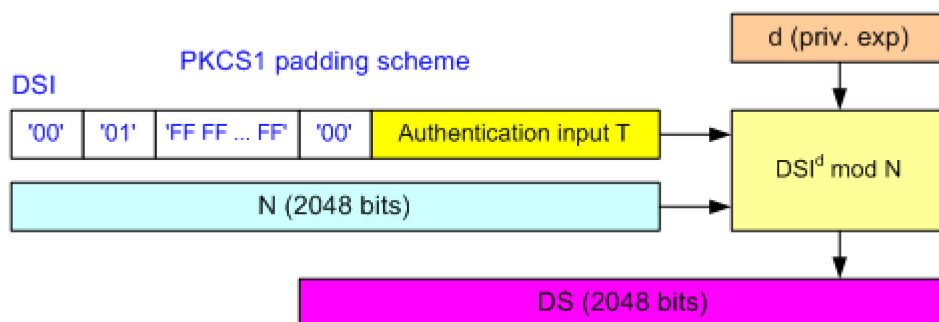 d (priv. exp)
PKCS1 padding scheme
DSI
'00' '01' 'FF FF ... FF' '00' Authentication input T
DSI^d mod N
N (2048 bits)
DS (2048 bits)